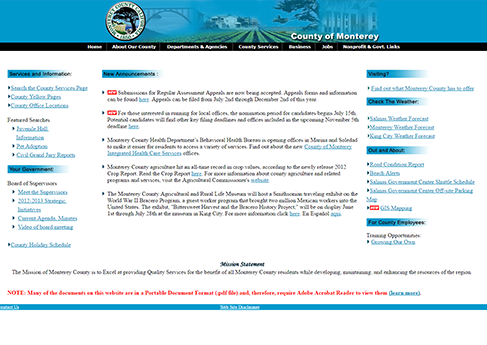 County of Monterey
Home
About Our County
Departments & Agencies
County Services
Business
Jobs
Nonprofit & Govt. Links
Services and Information:
Search the County Services Page
County Yellow Pages
County Office Locations
Featured Searches
Juvenile Hall
Information
Pet Adoption
Civil Grand Jury Reports
Your Government:
Board of Supervisors
Meet the Supervisors
2012-2013 Strategic
Initiatives
Current Agenda, Minutes
Video of board meeting
County Holiday Schedule
New Announcements :
Submissions for Regular Assessment Appeals are now being accepted. Appeals forms and information
can be found here. Appeals can be filed from July 2nd through December 2nd of this year.
For those interested in running for local offices, the nomination period for candidates begins July 15th.
Potential candidates will find other key filing deadlines and offices included in the upcoming November 5th
deadline here.
Monterey County Health Department's Behavioral Health Bureau is opening offices in Marina and Soledad
to make it easier for residents to access a variety of services. Find out about the new County of Monterey
Integrated Health Care Services offices.
Monterey County agriculture hit an all-time record in crop values, according to the newly release 2012
Crop Report. Read the Crop Report here. For more information about county agriculture and related
programs and services, visit the Agricultural Commissioner's website.
The Monterey County Agricultural and Rural Life Museum will host a Smithsonian traveling exhibit on the
World War II Bracero Program, a guest worker program that brought two million Mexican workers into the
United States. The exhibit, "Bittersweet Harvest and the Bracero History Project," will be on display June
1st through July 28th at the museum in King City. For more information click here. En Español aqui.
Visiting?
Find out what Monterey County has to offer
Check The Weather:
Salinas Weather Forecast
Monterey Weather Forecast
King City Weather Forecast
Out and About:
Road Condition Report
Beach Alerts
Salinas Government Center Shuttle Schedule
Salinas Government Center Off-site Parking
Map
GIS Mapping
For County Employees:
Training Opportunities:
Growing Our Own
Mission Statement
The Mission of Monterey County is to Excel at providing Quality Services for the benefit of all Monterey County residents while developing, maintaining, and enhancing the resources of the region.
NOTE: Many of the documents on this website are in a Portable Document Format (.pdf file) and, therefore, require Adobe Acrobat Reader to view them (learn more).
Contact Us
Web Site Disclaimer